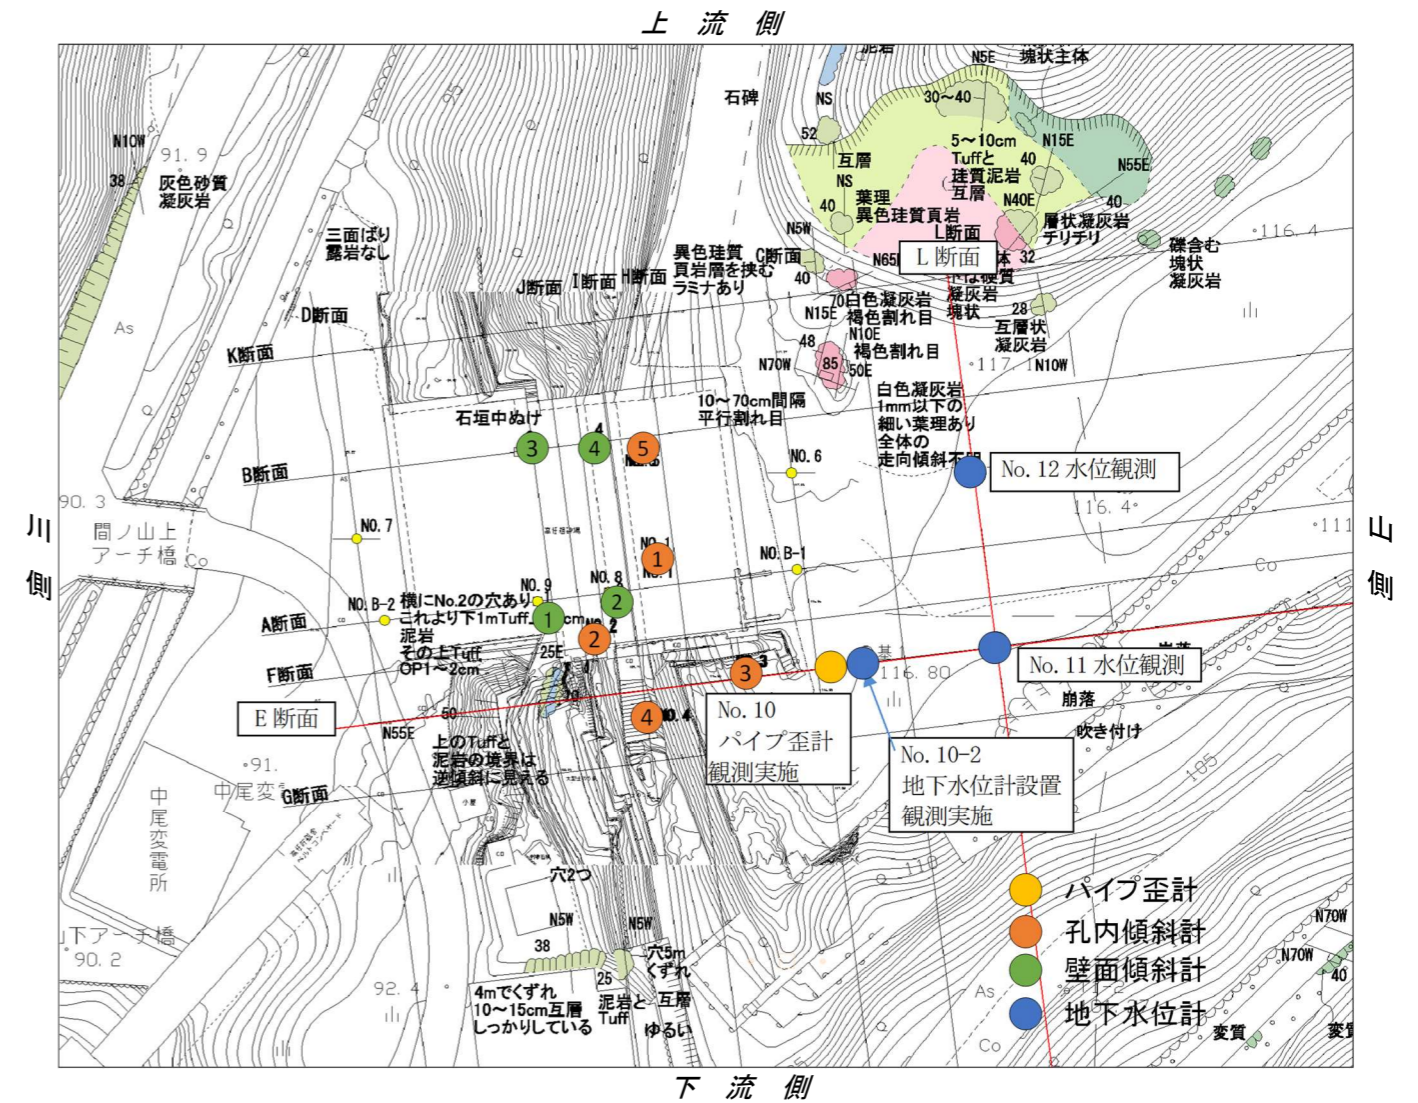 上 流 側
泥岩
N5E
塊状主体
石碑
NS
30～40
52
N10W
91.9
38
灰色砂質
凝灰岩
5～10cm
Tuffと
珪質泥岩
互層
40
N15E
N55E
互層
NS
40
葉理
異色珪質頁岩
N40E
40
層状凝灰岩
チリチリ
L断面
L断面
32
116.4
礫含む
塊状
凝灰岩
三面ばり
露岩なし
N5W
異色珪質
頁岩層を挟む
ラミナあり
C断面
40
凝灰岩
塊状
J断面
I断面
H断面
D断面
As
70
白色凝灰岩
褐色割れ目
N15E
28
互層状
凝灰岩
N10E
48
褐色割れ目
K断面
N70W
85
50E
117.1
N10W
白色凝灰岩
1mm以下の
細い葉理あり
全体の
走向傾斜不明
10～70cm間隔
平行割れ目
石垣中ぬけ
3
4
4
5
B断面
NO.6
No.12 水位観測
90.3
116.4
川側
間ノ山上
アーチ橋
Co
NO.7
山側
NO.1
1
NO.B-1
Co
NO.9
NO.8
NO.B-2
横にNo.2の穴あり
これより下1mTuff
cm
泥岩
その上Tuff
OP1～2cm
1
2
2
A断面
F断面
25E
3
基1
116.80
No.11 水位観測
崩落
吹き付け
E断面
50
N55E
4
No.10
パイプ歪計
観測実施
No.10-2
地下水位計設置
観測実施
上のTuffと
泥岩の境界は
逆傾斜に見える
91.
中尾変
G断面
小屋
105
中尾変電所
110
穴2つ
N5W
N5W
38
25
穴5m
くずれ
4mでくずれ
10～15cm互層
しっかりしている
泥岩と
Tuff
互層
ゆるい
下アーチ橋
90.2
92.4
パイプ歪計
孔内傾斜計
壁面傾斜計
地下水位計
As
Co
N70W
N70W
40
変質
変質
下 流 側